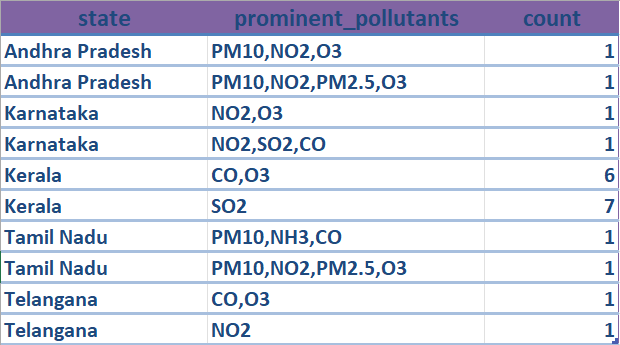 state prominent_pollutants count
Andhra Pradesh PM10,NO2,O3 1
Andhra Pradesh PM10,NO2,PM2.5,O3 1
Karnataka NO2,O3 1
Karnataka NO2,SO2,CO 1
Kerala CO,O3 6
Kerala SO2 7
Tamil Nadu PM10,NH3,CO 1
Tamil Nadu PM10,NO2,PM2.5,O3 1
Telangana CO,O3 1
Telangana NO2 1